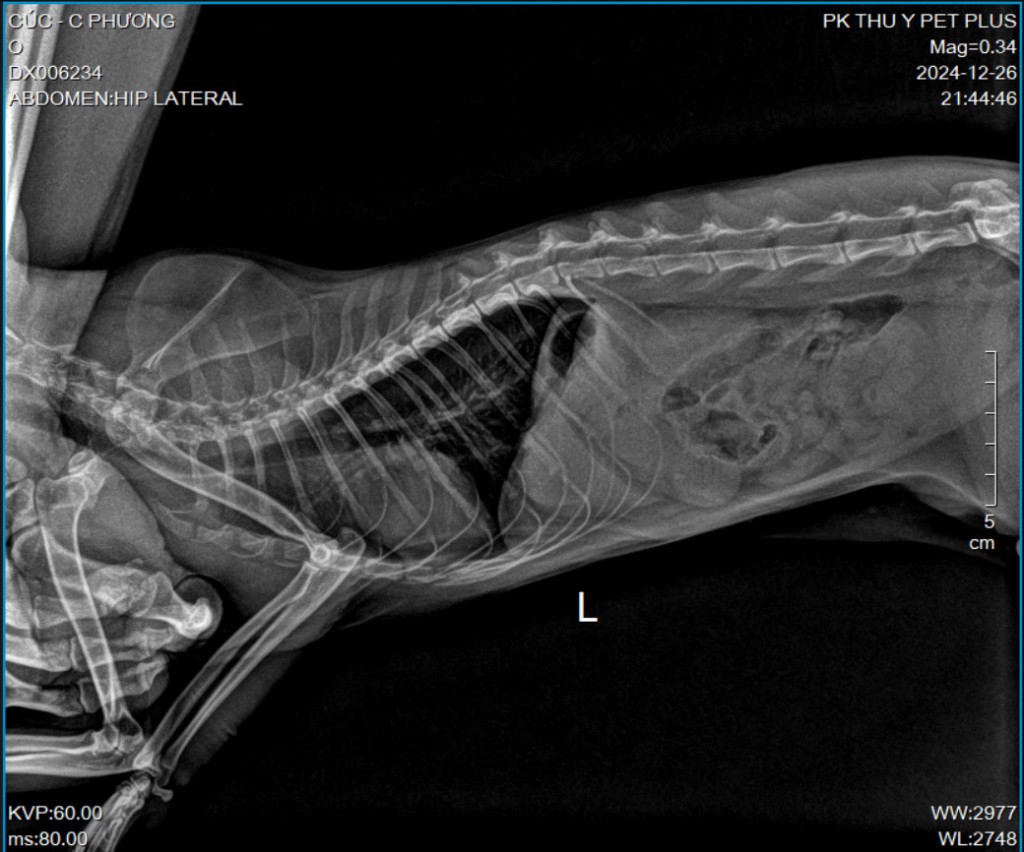 CÚC - C PHƯƠNG
O
DX006234
ABDOMEN:HIP LATERAL
PK THU Y PET PLUS
Mag=0.34
2024-12-26
21:44:46
5
cm
L
KVP:60.00
ms:80.00
WW:2977
WL:2748